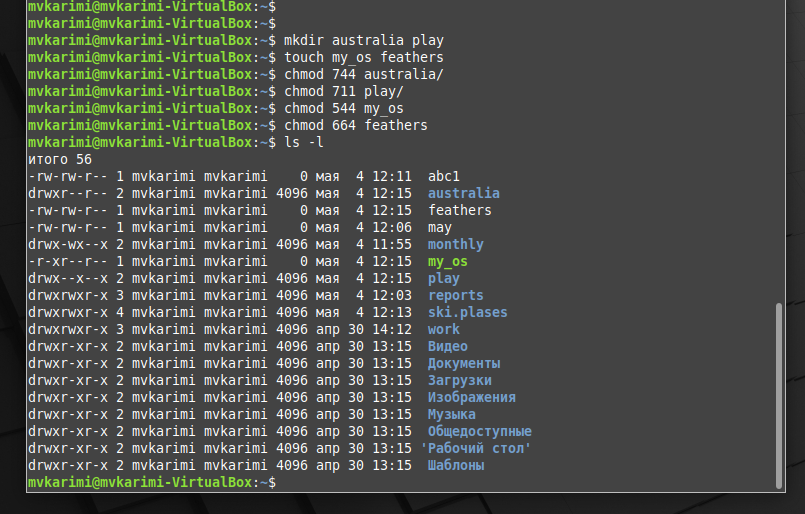 mvkarimi@mvkarimi-VirtualBox:~$
mvkarimi@mvkarimi-VirtualBox:~$
mvkarimi@mvkarimi-VirtualBox:~$ mkdir australia play
mvkarimi@mvkarimi-VirtualBox:~$ touch my_os feathers
mvkarimi@mvkarimi-VirtualBox:~$ chmod 744 australia/
mvkarimi@mvkarimi-VirtualBox:~$ chmod 711 play/
mvkarimi@mvkarimi-VirtualBox:~$ chmod 544 my_os
mvkarimi@mvkarimi-VirtualBox:~$ chmod 664 feathers
mvkarimi@mvkarimi-VirtualBox:~$ ls -l
итого 56
-rw-rw-r-- 1 mvkarimi mvkarimi    0 мая  4 12:11  abc1
drwxr--r-- 2 mvkarimi mvkarimi 4096 мая  4 12:15  australia
-rw-rw-r-- 1 mvkarimi mvkarimi    0 мая  4 12:15  feathers
-rw-rw-r-- 1 mvkarimi mvkarimi    0 мая  4 12:06  may
drwx-wx--x 2 mvkarimi mvkarimi 4096 мая  4 11:55  monthly
-r-xr--r-- 1 mvkarimi mvkarimi    0 мая  4 12:15  my_os
drwx--x--x 2 mvkarimi mvkarimi 4096 мая  4 12:15  play
drwxrwxr-x 3 mvkarimi mvkarimi 4096 мая  4 12:03  reports
drwxrwxr-x 4 mvkarimi mvkarimi 4096 мая  4 12:13  ski.plases
drwxrwxr-x 3 mvkarimi mvkarimi 4096 апр 30 14:12  work
drwxr-xr-x 2 mvkarimi mvkarimi 4096 апр 30 13:15  Видео
drwxr-xr-x 2 mvkarimi mvkarimi 4096 апр 30 13:15  Документы
drwxr-xr-x 2 mvkarimi mvkarimi 4096 апр 30 13:15  Загрузки
drwxr-xr-x 2 mvkarimi mvkarimi 4096 апр 30 13:15  Изображения
drwxr-xr-x 2 mvkarimi mvkarimi 4096 апр 30 13:15  Музыка
drwxr-xr-x 2 mvkarimi mvkarimi 4096 апр 30 13:15  Общедоступные
drwxr-xr-x 2 mvkarimi mvkarimi 4096 апр 30 13:15 'Рабочий стол'
drwxr-xr-x 2 mvkarimi mvkarimi 4096 апр 30 13:15  Шаблоны
mvkarimi@mvkarimi-VirtualBox:~$